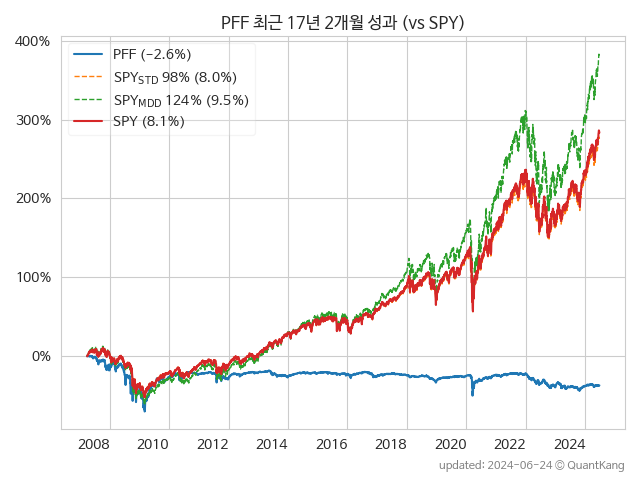 PFF 최근 17년 2개월 성과 (vs SPY)
400%
300%
200%
100%
0%
PFF (−2.6%)
SPY_STD 98% (8.0%)
SPY_MDD 124% (9.5%)
SPY (8.1%)
2008 2010 2012 2014 2016 2018 2020 2022 2024
updated: 2024-06-24 © QuantKang